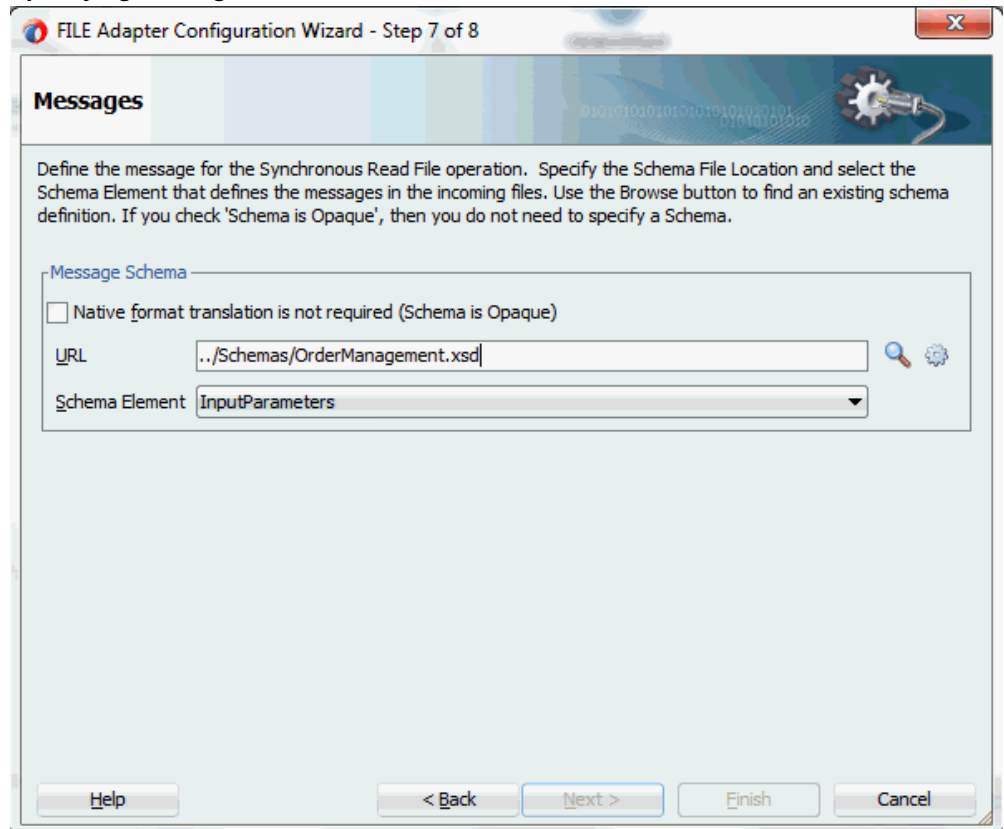 FILE Adapter Configuration Wizard - Step 7 of 8
Messages
Define the message for the Synchronous Read File operation.  Specify the Schema File Location and select the
Schema Element that defines the messages in the incoming files. Use the Browse button to find an existing schema
definition. If you check 'Schema is Opaque', then you do not need to specify a Schema.
Message Schema
Native format translation is not required (Schema is Opaque)
URL ../Schemas/OrderManagement.xsd
Schema Element InputParameters
Help < Back Next > Finish Cancel